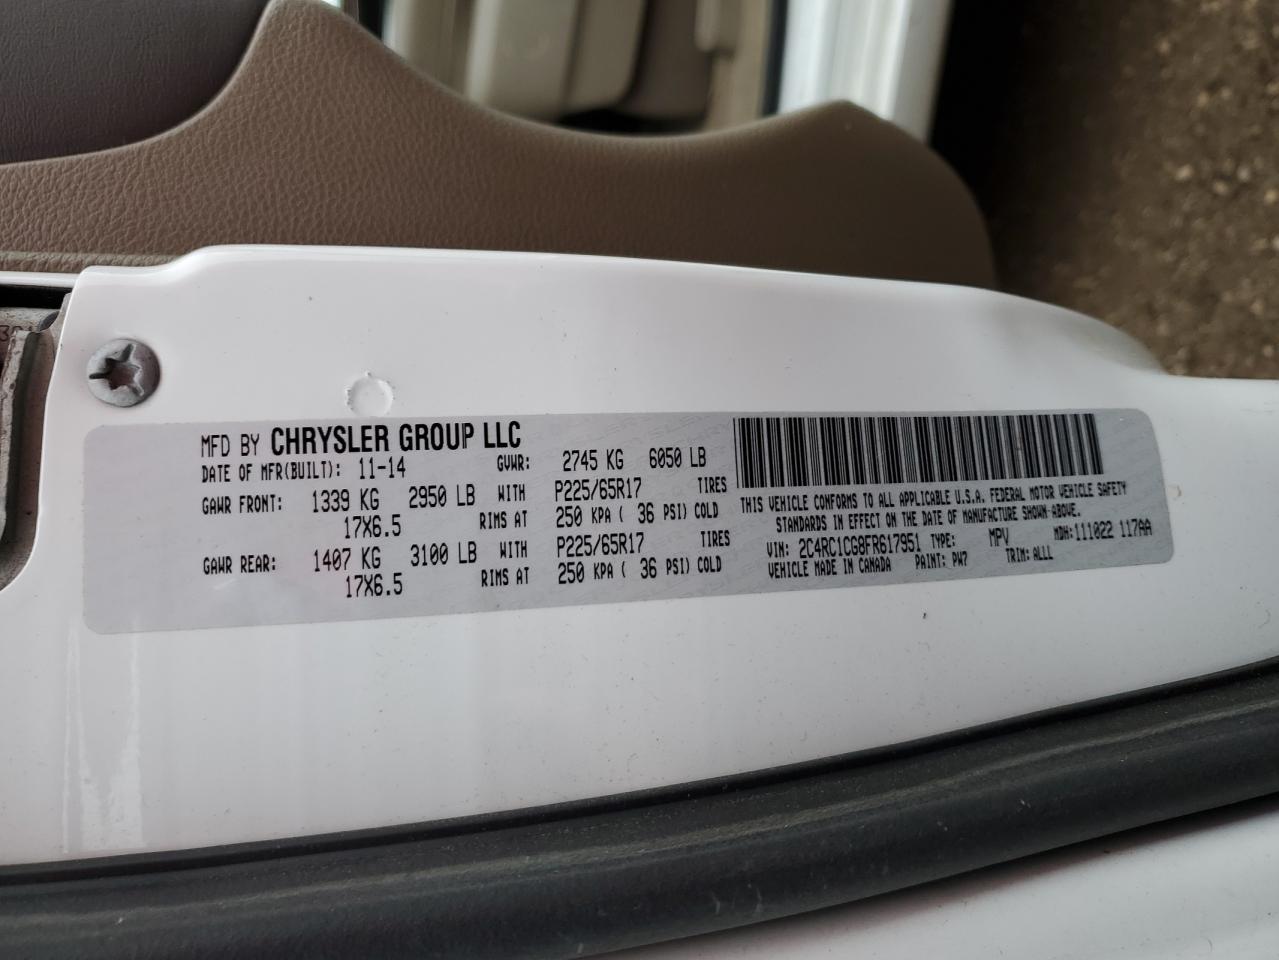 MFD BY CHRYSLER GROUP LLC
DATE OF MFR(BUILT): 11-14 GVWR: 2745 KG 6050 LB
GAWR FRONT: 1339 KG 2950 LB WITH P225/65R17 TIRES
17X6.5 RIMS AT 250 KPA ( 36 PSI) COLD
GAWR REAR: 1407 KG 3100 LB WITH P225/65R17 TIRES
17X6.5 RIMS AT 250 KPA ( 36 PSI) COLD
THIS VEHICLE CONFORMS TO ALL APPLICABLE U.S.A. FEDERAL MOTOR VEHICLE SAFETY
STANDARDS IN EFFECT ON THE DATE OF MANUFACTURE SHOWN ABOVE.
VIN: 2C4RC1CG8FR617951 TYPE: MPV MDH: 111022 117AA
VEHICLE MADE IN CANADA PAINT: PW7 TRIM: ALLL